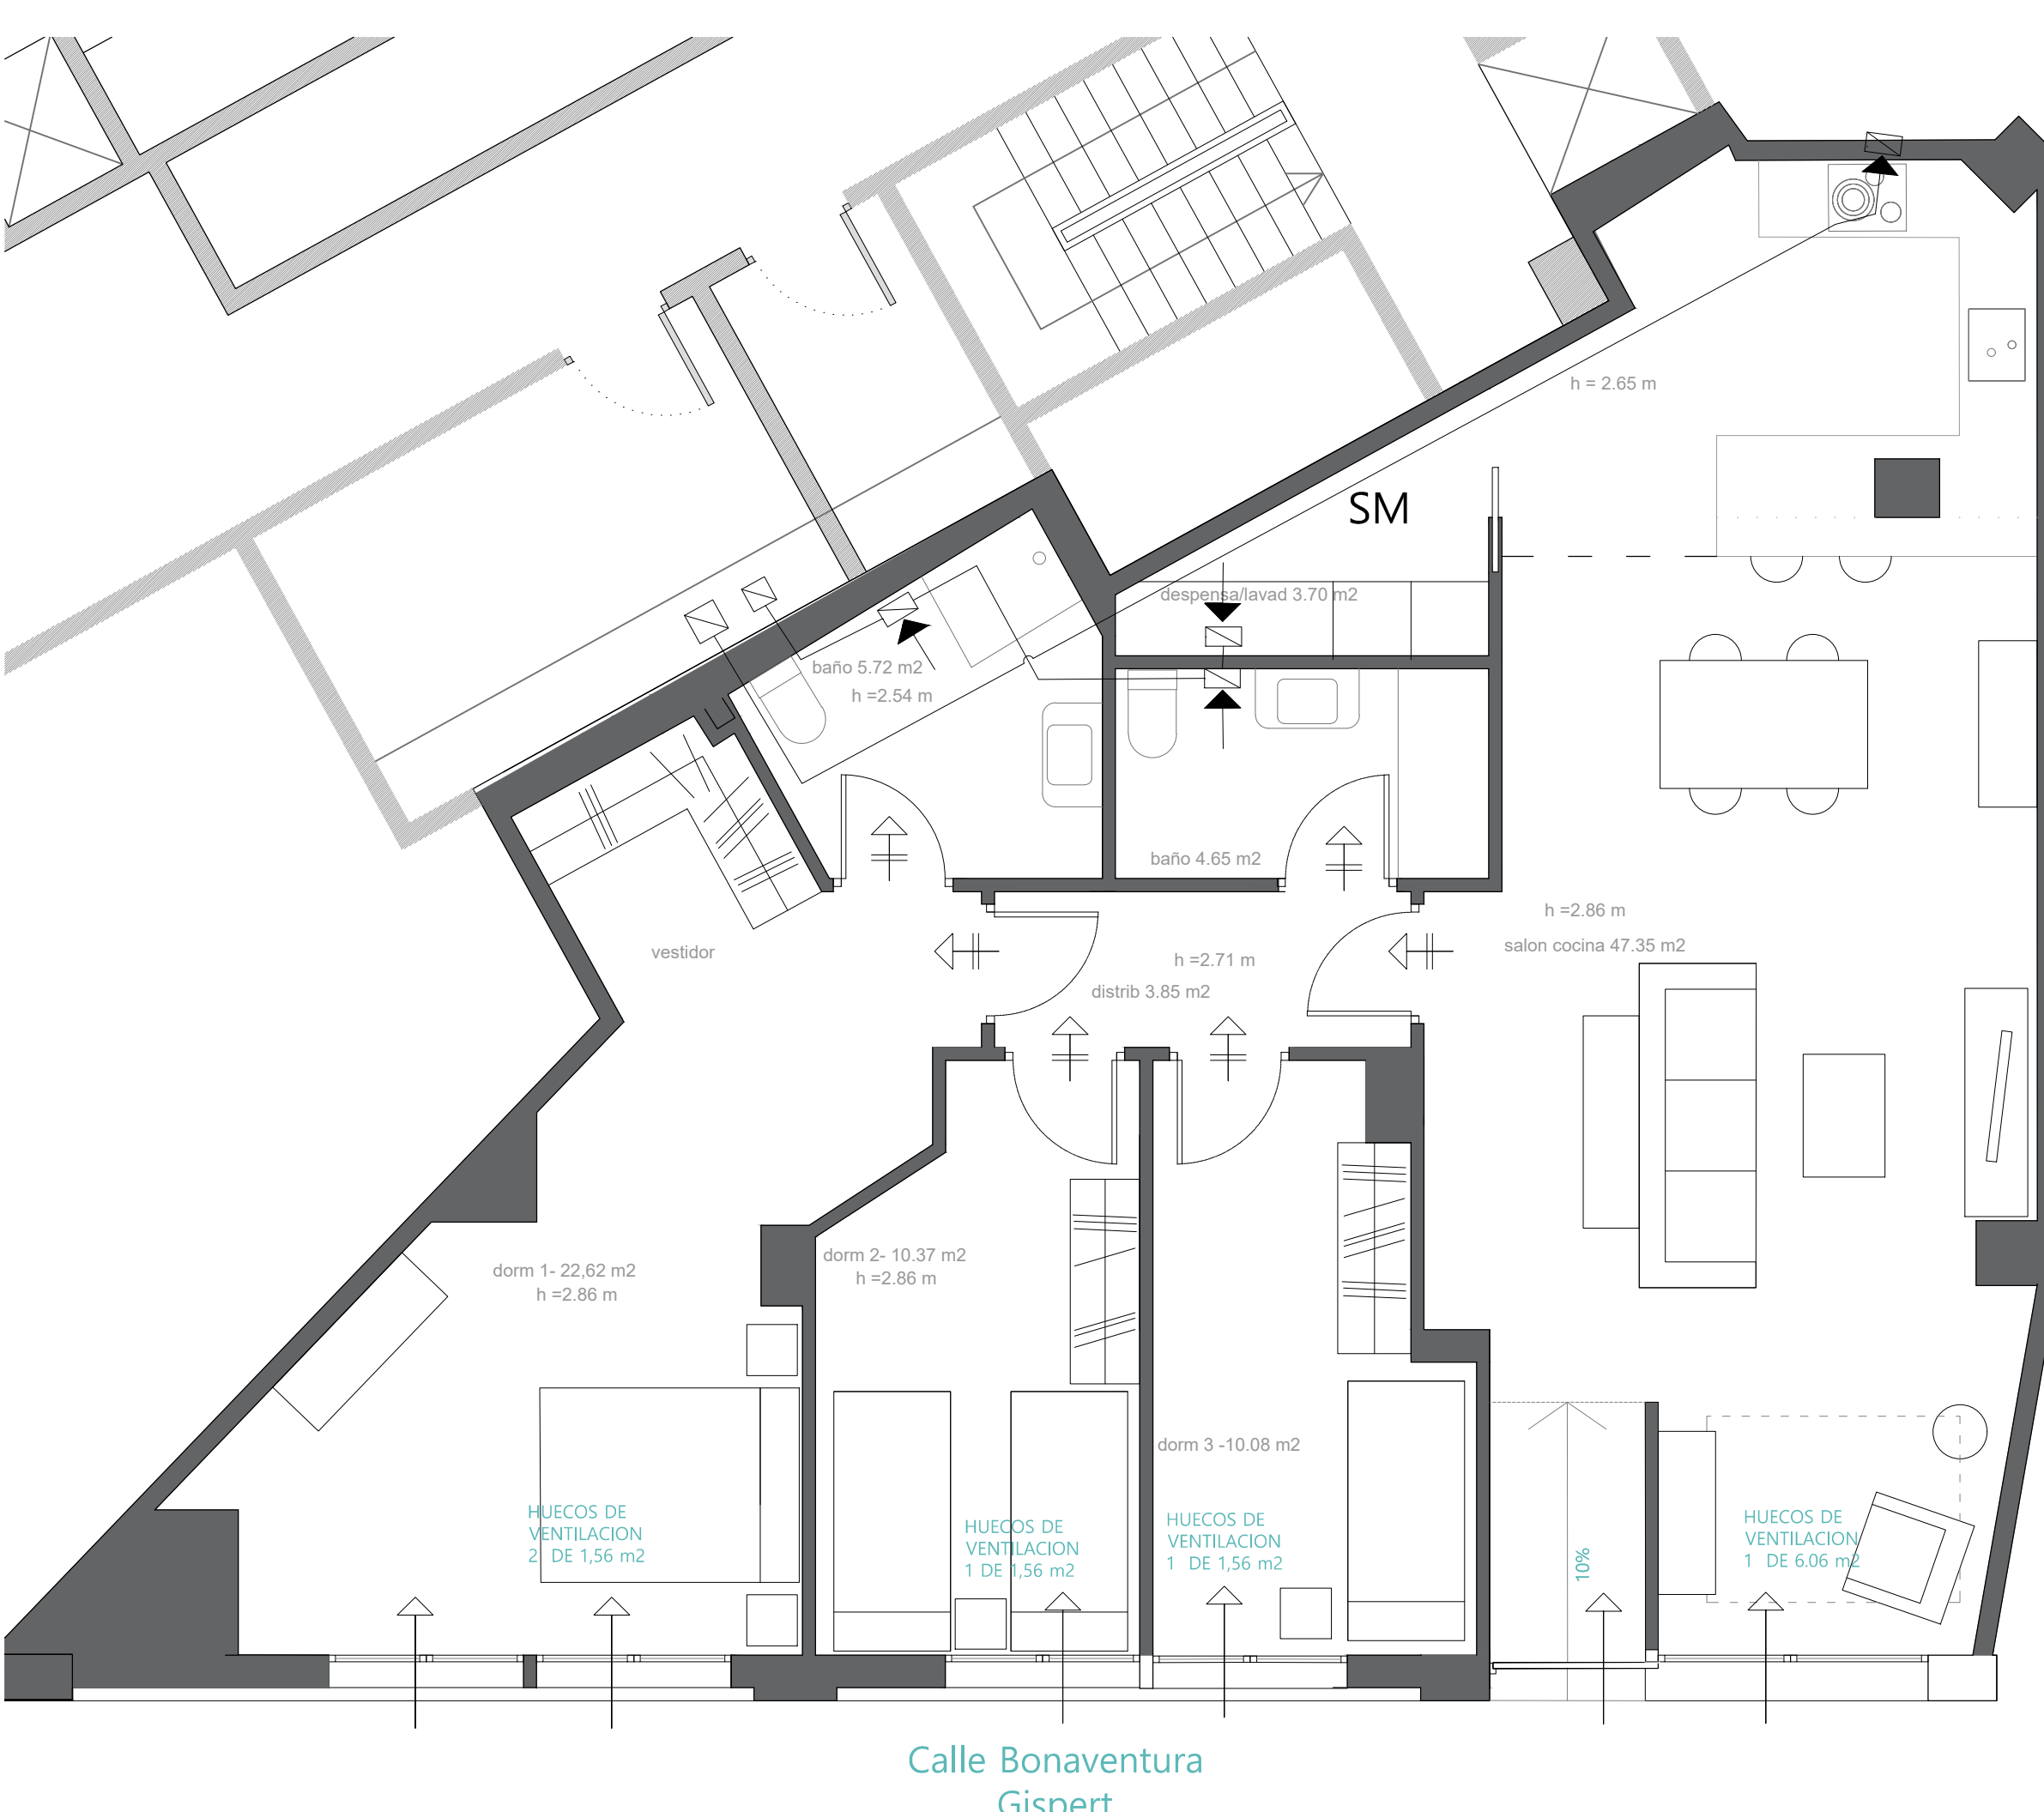 h = 2.65 m
SM
despensa/lavad 3.70 m2
baño 5.72 m2
h =2.54 m
baño 4.65 m2
h =2.86 m
salon cocina 47.35 m2
vestidor
h =2.71 m
distrib 3.85 m2
dorm 1- 22,62 m2
h =2.86 m
dorm 2- 10.37 m2
h =2.86 m
dorm 3 -10.08 m2
HUECOS DE
VENTILACION
2 DE 1,56 m2
HUECOS DE
VENTILACION
1 DE 1,56 m2
HUECOS DE
VENTILACION
1 DE 1,56 m2
10%
HUECOS DE
VENTILACION
1 DE 6.06 m2
Calle Bonaventura
Gispert